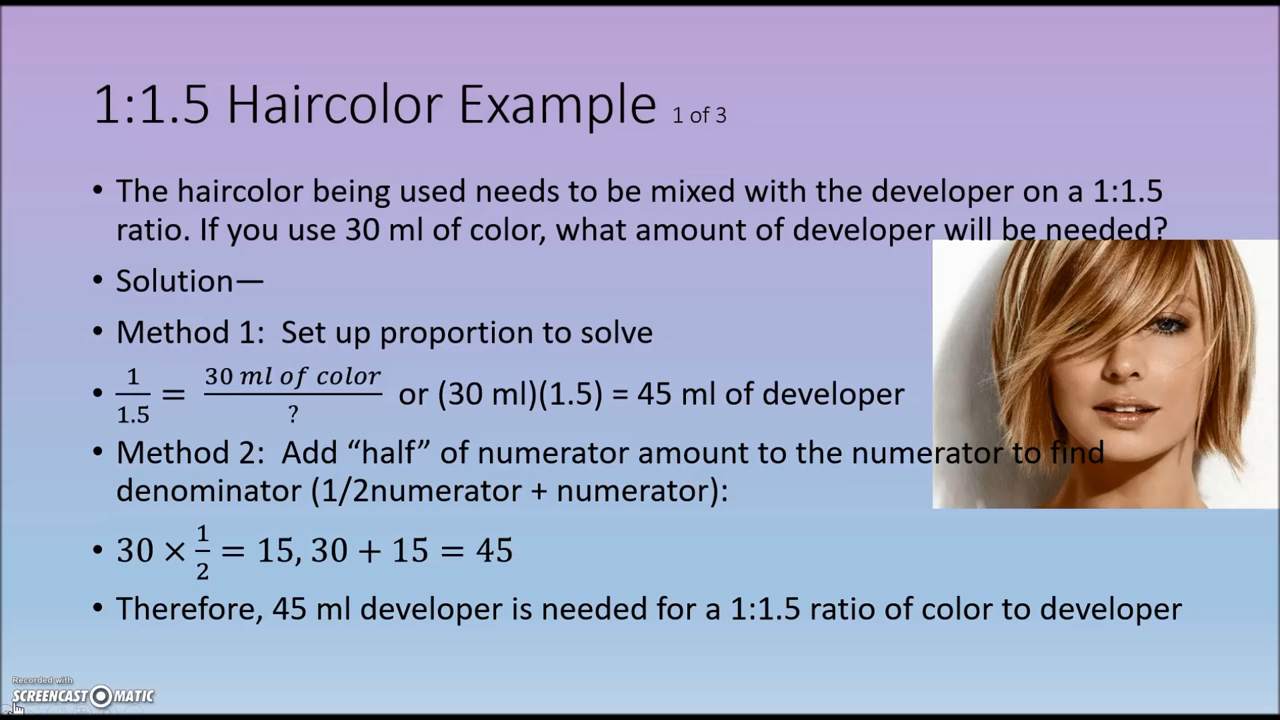 1:1.5 Haircolor Example 1 of 3
• The haircolor being used needs to be mixed with the developer on a 1:1.5
ratio. If you use 30 ml of color, what amount of developer will be needed?
• Solution—
• Method 1: Set up proportion to solve
• 1/1.5 = 30 ml of color/? or (30 ml)(1.5) = 45 ml of developer
• Method 2: Add “half” of numerator amount to the numerator to find
denominator (1/2numerator + numerator):
• 30 × 1/2 = 15, 30 + 15 = 45
• Therefore, 45 ml developer is needed for a 1:1.5 ratio of color to developer
Recorded with
SCREENCAST O MATIC